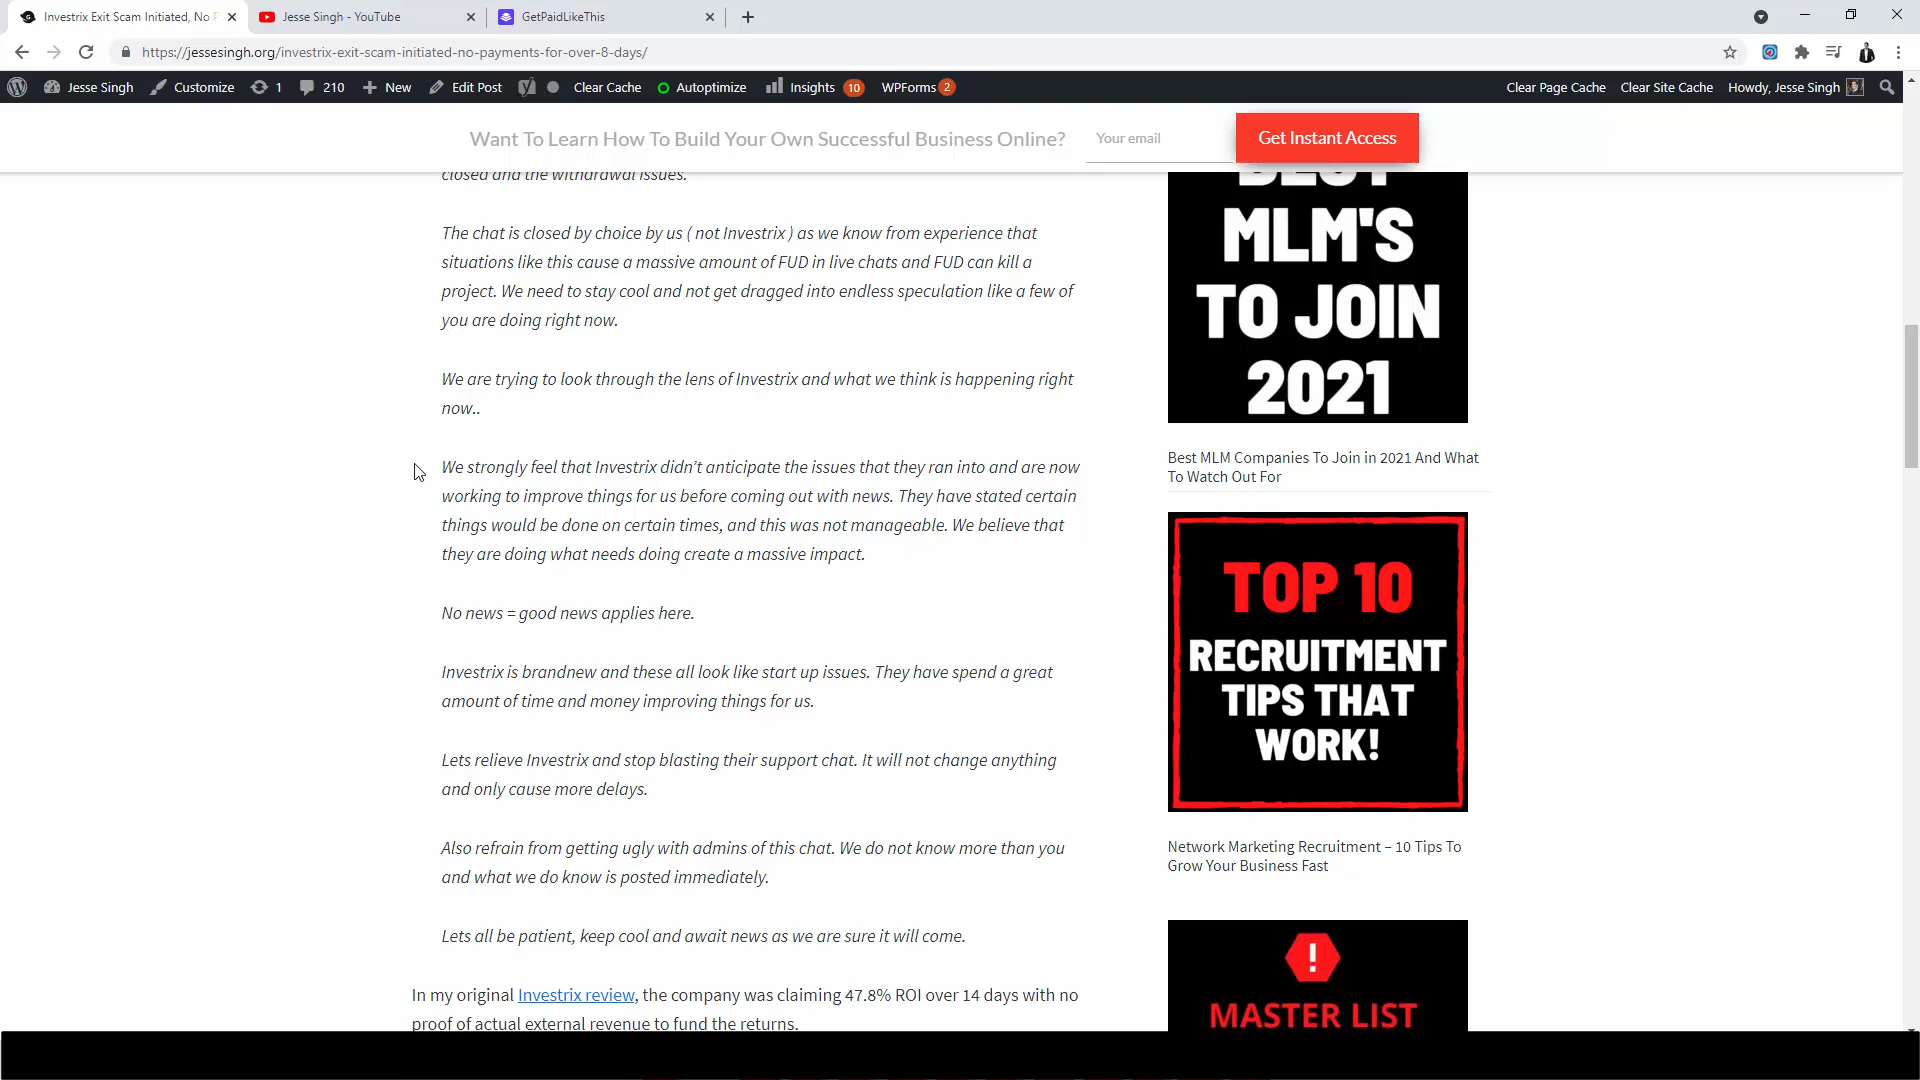 Investrix Exit Scam Initiated, No P
Jesse Singh - YouTube
GetPaidLikeThis
https://jessesingh.org/investrix-exit-scam-initiated-no-payments-for-over-8-days/
Jesse Singh Customize 1 210 New Edit Post Clear Cache Autoptimize Insights 10 WPForms 2 Clear Page Cache Clear Site Cache Howdy, Jesse Singh
Want To Learn How To Build Your Own Successful Business Online? Your email Get Instant Access
closed and the withdrawal issues.
The chat is closed by choice by us ( not Investrix ) as we know from experience that
situations like this cause a massive amount of FUD in live chats and FUD can kill a
project. We need to stay cool and not get dragged into endless speculation like a few of
you are doing right now.
We are trying to look through the lens of Investrix and what we think is happening right
now..
We strongly feel that Investrix didn’t anticipate the issues that they ran into and are now
working to improve things for us before coming out with news. They have stated certain
things would be done on certain times, and this was not manageable. We believe that
they are doing what needs doing create a massive impact.
No news = good news applies here.
Investrix is brandnew and these all look like start up issues. They have spend a great
amount of time and money improving things for us.
Lets relieve Investrix and stop blasting their support chat. It will not change anything
and only cause more delays.
Also refrain from getting ugly with admins of this chat. We do not know more than you
and what we do know is posted immediately.
Lets all be patient, keep cool and await news as we are sure it will come.
In my original Investrix review, the company was claiming 47.8% ROI over 14 days with no
proof of actual external revenue to fund the returns.
BEST
MLM'S
TO JOIN
2021
Best MLM Companies To Join in 2021 And What
To Watch Out For
TOP 10
RECRUITMENT
TIPS THAT
WORK!
Network Marketing Recruitment – 10 Tips To
Grow Your Business Fast
!
MASTER LIST